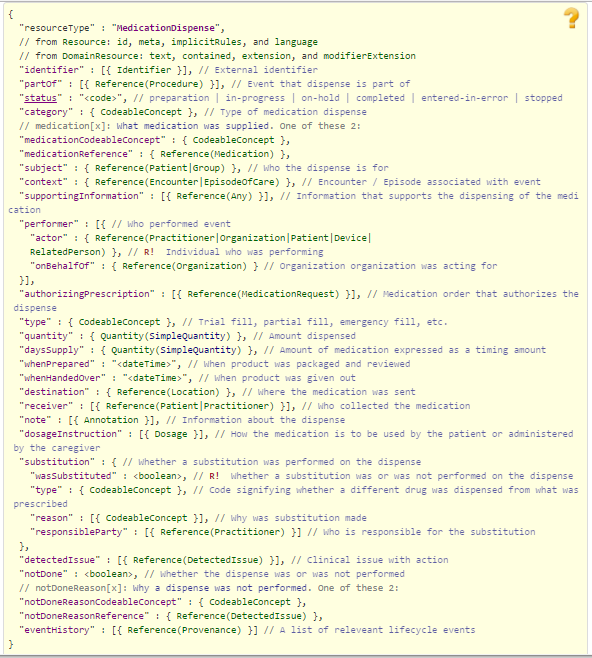 {
?
"resourceType" : "MedicationDispense",
// from Resource: id, meta, implicitRules, and language
// from DomainResource: text, contained, extension, and modifierExtension
"identifier" : [{ Identifier }], // External identifier
"partOf" : [{ Reference(Procedure) }], // Event that dispense is part of
"status" : "<code>", // preparation | in-progress | on-hold | completed | entered-in-error | stopped
"category" : { CodeableConcept }, // Type of medication dispense
// medication[x]: What medication was supplied. One of these 2:
"medicationCodeableConcept" : { CodeableConcept },
"medicationReference" : { Reference(Medication) },
"subject" : { Reference(Patient|Group) }, // Who the dispense is for
"context" : { Reference(Encounter|EpisodeOfCare) }, // Encounter / Episode associated with event
"supportingInformation" : [{ Reference(Any) }], // Information that supports the dispensing of the medi
cation
"performer" : [{ // Who performed event
"actor" : { Reference(Practitioner|Organization|Patient|Device|
RelatedPerson) }, // R!  Individual who was performing
"onBehalfOf" : { Reference(Organization) } // Organization organization was acting for
}],
"authorizingPrescription" : [{ Reference(MedicationRequest) }], // Medication order that authorizes the
dispense
"type" : { CodeableConcept }, // Trial fill, partial fill, emergency fill, etc.
"quantity" : { Quantity(SimpleQuantity) }, // Amount dispensed
"daysSupply" : { Quantity(SimpleQuantity) }, // Amount of medication expressed as a timing amount
"whenPrepared" : "<dateTime>", // When product was packaged and reviewed
"whenHandedOver" : "<dateTime>", // When product was given out
"destination" : { Reference(Location) }, // Where the medication was sent
"receiver" : [{ Reference(Patient|Practitioner) }], // Who collected the medication
"note" : [{ Annotation }], // Information about the dispense
"dosageInstruction" : [{ Dosage }], // How the medication is to be used by the patient or administered
by the caregiver
"substitution" : { // Whether a substitution was performed on the dispense
"wasSubstituted" : <boolean>, // R!  Whether a substitution was or was not performed on the dispense
"type" : { CodeableConcept }, // Code signifying whether a different drug was dispensed from what was
prescribed
"reason" : [{ CodeableConcept }], // Why was substitution made
"responsibleParty" : [{ Reference(Practitioner) }] // Who is responsible for the substitution
},
"detectedIssue" : [{ Reference(DetectedIssue) }], // Clinical issue with action
"notDone" : <boolean>, // Whether the dispense was or was not performed
// notDoneReason[x]: Why a dispense was not performed. One of these 2:
"notDoneReasonCodeableConcept" : { CodeableConcept },
"notDoneReasonReference" : { Reference(DetectedIssue) },
"eventHistory" : [{ Reference(Provenance) }] // A list of releveant lifecycle events
}